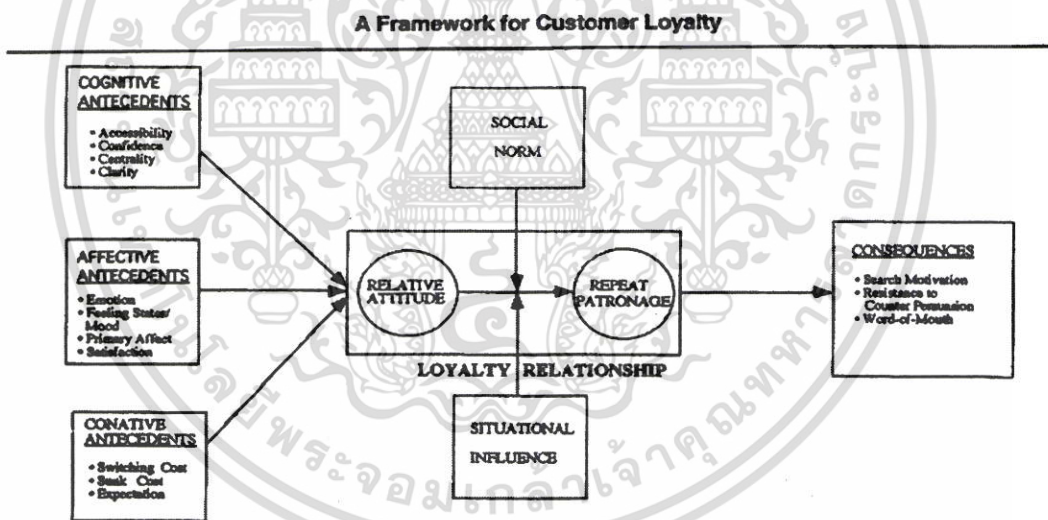 A Framework for Customer Loyalty
COGNITIVE
ANTECEDENTS
• Accessibility
• Confidence
• Centrality
• Clarity
AFFECTIVE
ANTECEDENTS
• Emotion
• Feeling States/
Mood
• Primary Affect
• Satisfaction
CONATIVE
ANTECEDENTS
• Switching Cost
• Sunk Cost
• Expectation
SOCIAL
NORM
RELATIVE
ATTITUDE
REPEAT
PATRONAGE
LOYALTY RELATIONSHIP
SITUATIONAL
INFLUENCE
CONSEQUENCES
• Search Motivation
• Resistance to
Counter Persuasion
• Word-of-Mouth